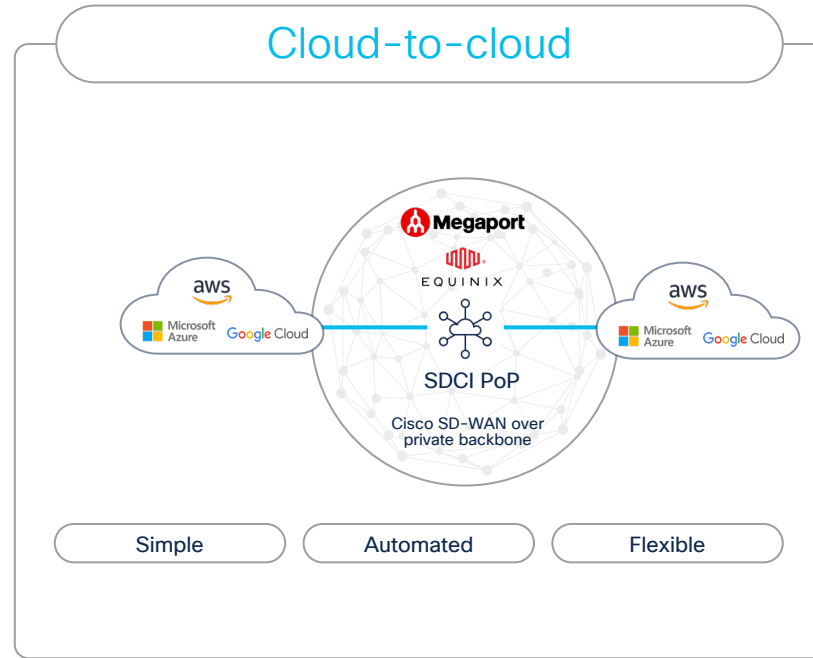 Cloud-to-cloud
Megaport
EQUINIX
aws
Microsoft
Azure
Google Cloud
SDCI PoP
Cisco SD-WAN over
private backbone
aws
Microsoft
Azure
Google Cloud
Simple
Automated
Flexible